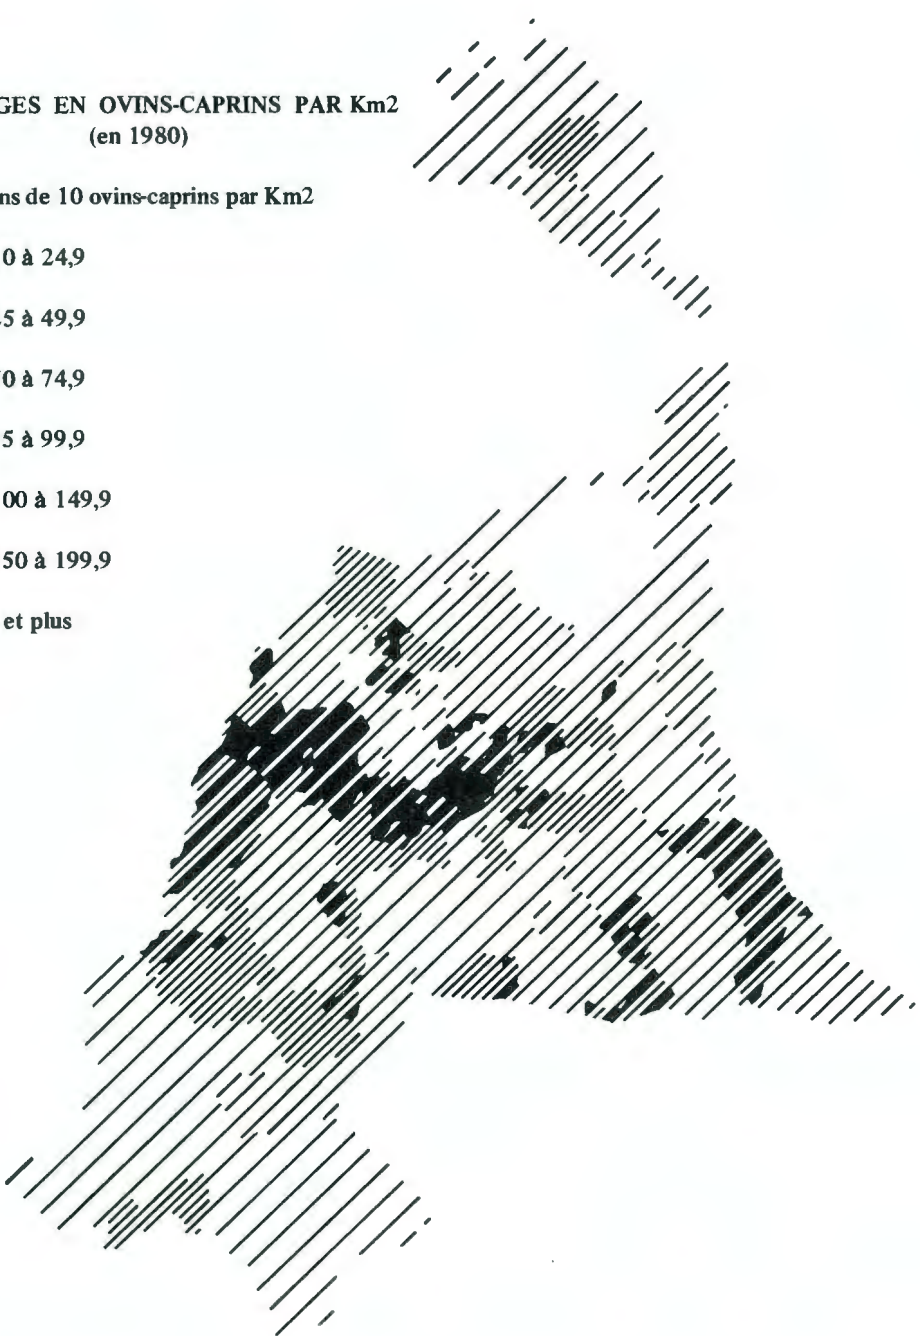 GES EN OVINS-CAPRINS PAR Km2
(en 1980)
ns de 10 ovins-caprins par Km2
0 à 24,9
5 à 49,9
0 à 74,9
5 à 99,9
00 à 149,9
50 à 199,9
et plus